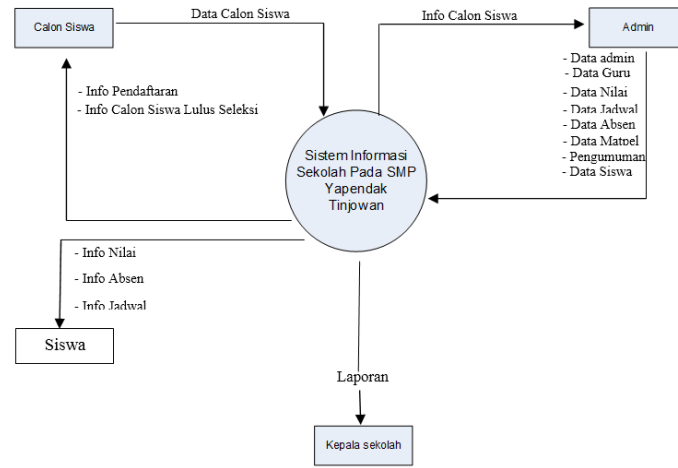 Calon Siswa
Data Calon Siswa
Info Calon Siswa
Admin
- Info Pendaftaran
- Info Calon Siswa Lulus Seleksi
- Data admin
- Data Guru
- Data Nilai
- Data Jadwal
- Data Absen
- Data Matpel
- Pengumuman
- Data Siswa
Sistem Informasi
Sekolah Pada SMP
Yapendak
Tinjowan
- Info Nilai
- Info Absen
- Info Jadwal
Siswa
Laporan
Kepala sekolah